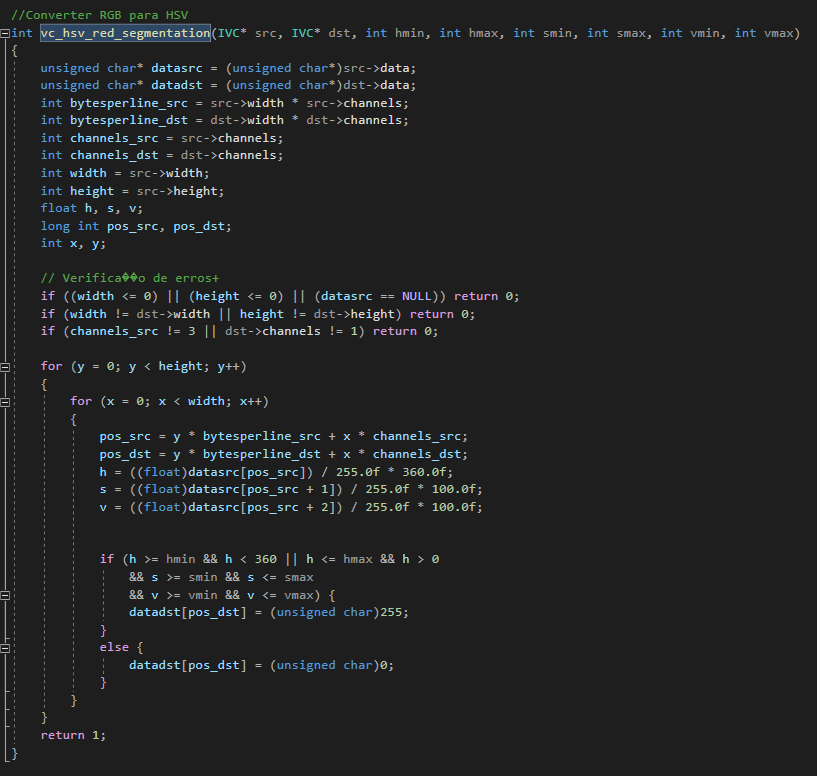 //Converter RGB para HSV
int vc_hsv_red_segmentation(IVC* src, IVC* dst, int hmin, int hmax, int smin, int smax, int vmin, int vmax)
{
unsigned char* datasrc = (unsigned char*)src->data;
unsigned char* datadst = (unsigned char*)dst->data;
int bytesperline_src = src->width * src->channels;
int bytesperline_dst = dst->width * dst->channels;
int channels_src = src->channels;
int channels_dst = dst->channels;
int width = src->width;
int height = src->height;
float h, s, v;
long int pos_src, pos_dst;
int x, y;
// Verifica��o de erros+
if ((width <= 0) || (height <= 0) || (datasrc == NULL)) return 0;
if (width != dst->width || height != dst->height) return 0;
if (channels_src != 3 || dst->channels != 1) return 0;
for (y = 0; y < height; y++)
{
for (x = 0; x < width; x++)
{
pos_src = y * bytesperline_src + x * channels_src;
pos_dst = y * bytesperline_dst + x * channels_dst;
h = ((float)datasrc[pos_src]) / 255.0f * 360.0f;
s = ((float)datasrc[pos_src + 1]) / 255.0f * 100.0f;
v = ((float)datasrc[pos_src + 2]) / 255.0f * 100.0f;
if (h >= hmin && h < 360 || h <= hmax && h > 0
&& s >= smin && s <= smax
&& v >= vmin && v <= vmax) {
datadst[pos_dst] = (unsigned char)255;
}
else {
datadst[pos_dst] = (unsigned char)0;
}
}
}
return 1;
}